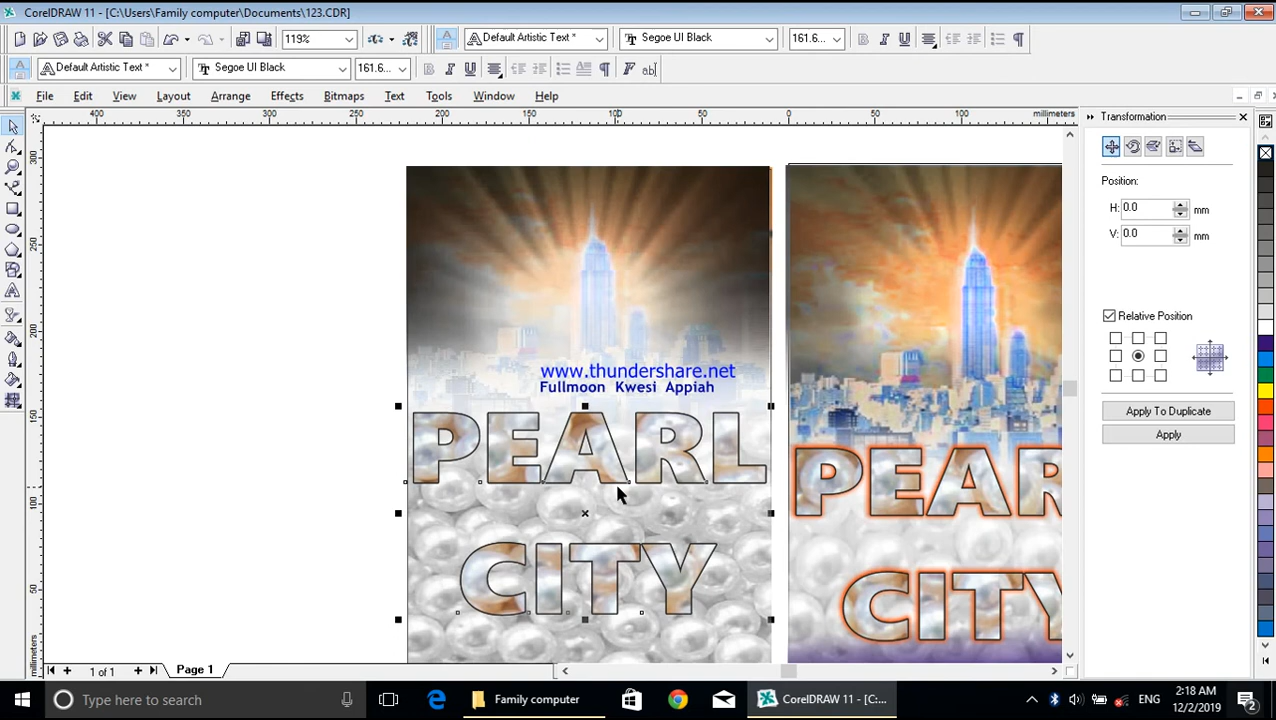 CorelDRAW 11 - [C:\Users\Family computer\Documents\123.CDR]
119%
Default Artistic Text *
Segoe UI Black
161.6...
Default Artistic Text *
Segoe UI Black
161.6...
ab
File Edit View Layout Arrange Effects Bitmaps Text Tools Window Help
400 350 300 250 200 150 100 50 0 50 100 millimeters
Transformation
Position:
H: 0.0 mm
V: 0.0 mm
Relative Position
Apply To Duplicate
Apply
300
250
200
150
100
50
millimeters
www.thundershare.net
Fullmoon Kwesi Appiah
PEARL
CITY
PEAR
CITY
1 of 1
Page 1
Type here to search
Family computer
CorelDRAW 11 - [C:...
ENG
2:18 AM
12/2/2019
2